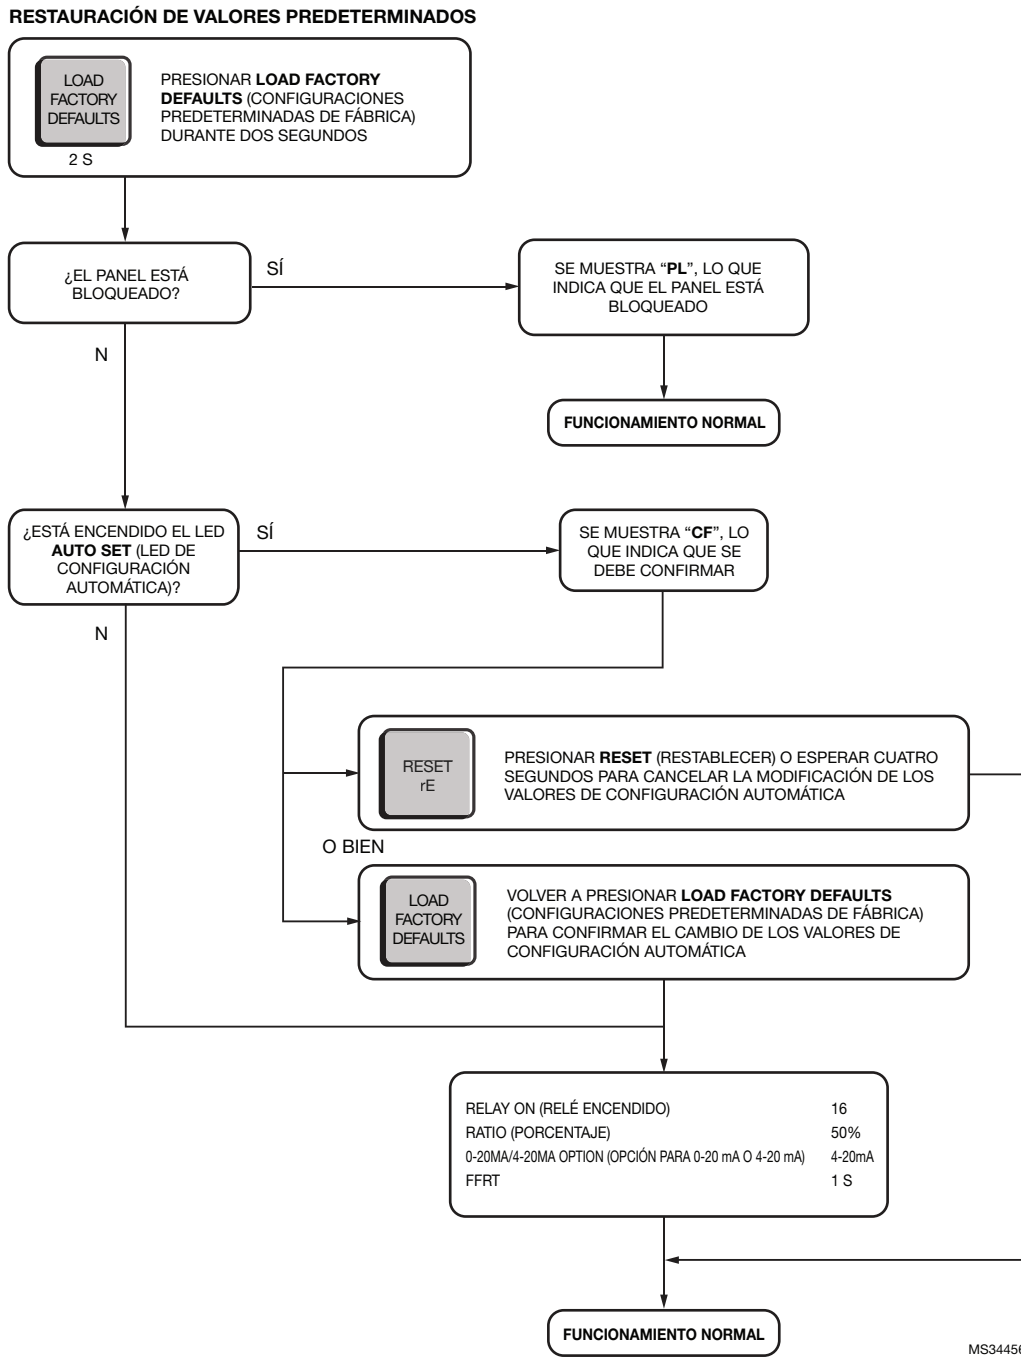 RESTAURACIÓN DE VALORES PREDETERMINADOS
LOAD
FACTORY
DEFAULTS
2 S
PRESIONAR LOAD FACTORY
DEFAULTS (CONFIGURACIONES
PREDETERMINADAS DE FÁBRICA)
DURANTE DOS SEGUNDOS
¿EL PANEL ESTÁ
BLOQUEADO?
SÍ
SE MUESTRA “PL”, LO QUE
INDICA QUE EL PANEL ESTÁ
BLOQUEADO
N
FUNCIONAMIENTO NORMAL
¿ESTÁ ENCENDIDO EL LED
AUTO SET (LED DE
CONFIGURACIÓN
AUTOMÁTICA)?
SÍ
SE MUESTRA “CF”, LO
QUE INDICA QUE SE
DEBE CONFIRMAR
N
RESET
rE
PRESIONAR RESET (RESTABLECER) O ESPERAR CUATRO
SEGUNDOS PARA CANCELAR LA MODIFICACIÓN DE LOS
VALORES DE CONFIGURACIÓN AUTOMÁTICA
O BIEN
LOAD
FACTORY
DEFAULTS
VOLVER A PRESIONAR LOAD FACTORY DEFAULTS
(CONFIGURACIONES PREDETERMINADAS DE FÁBRICA)
PARA CONFIRMAR EL CAMBIO DE LOS VALORES DE
CONFIGURACIÓN AUTOMÁTICA
RELAY ON (RELÉ ENCENDIDO) 16
RATIO (PORCENTAJE) 50%
0-20MA/4-20MA OPTION (OPCIÓN PARA 0-20 mA O 4-20 mA) 4-20mA
FFRT 1 S
FUNCIONAMIENTO NORMAL
MS34456